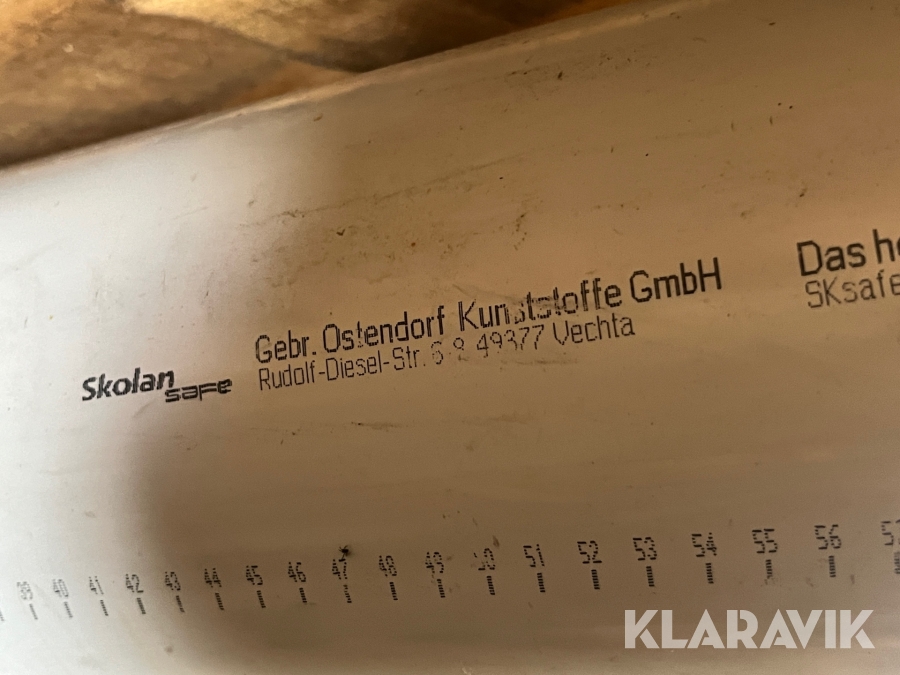 Skolan safe
Gebr. Ostendorf Kunststoffe GmbH
Rudolf-Diesel-Str. 6-8 49377 Vechta
Das
SKsafe
39 40 41 42 43 44 45 46 47 48 49 50 51 52 53 54 55 56 57
KLARAVIK